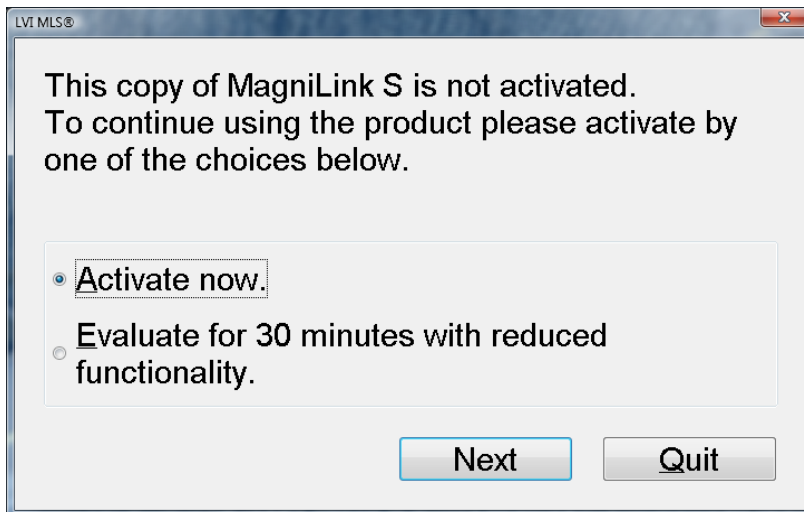 LVI MLS®
This copy of MagniLink S is not activated.
To continue using the product please activate by
one of the choices below.
Activate now.
Evaluate for 30 minutes with reduced
functionality.
Next
Quit